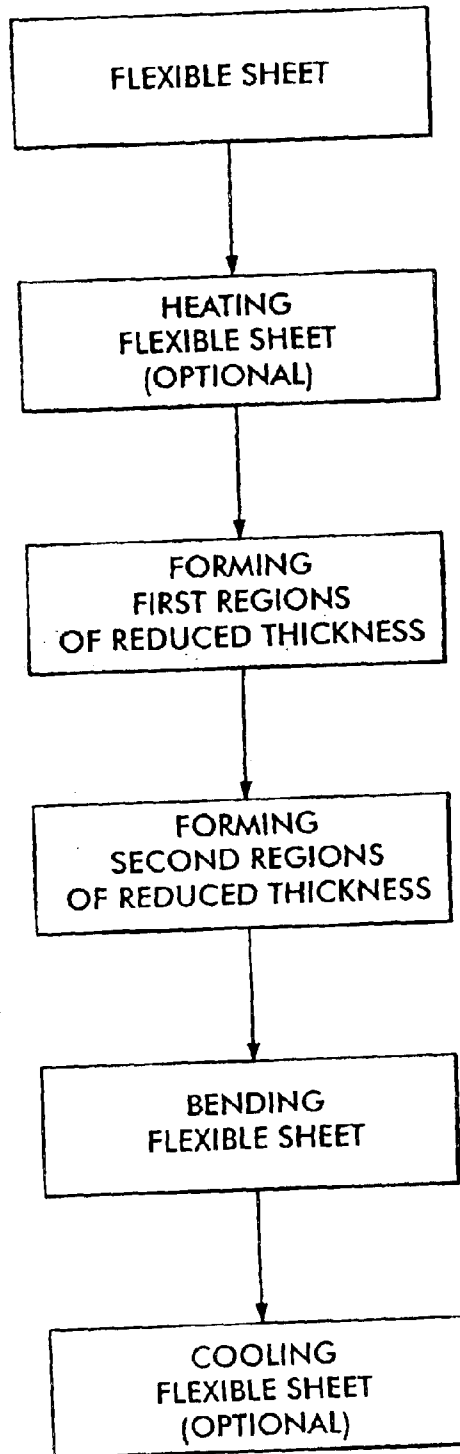 FLEXIBLE SHEET
HEATING
FLEXIBLE SHEET
(OPTIONAL)
FORMING
FIRST REGIONS
OF REDUCED THICKNESS
FORMING
SECOND REGIONS
OF REDUCED THICKNESS
BENDING
FLEXIBLE SHEET
COOLING
FLEXIBLE SHEET
(OPTIONAL)